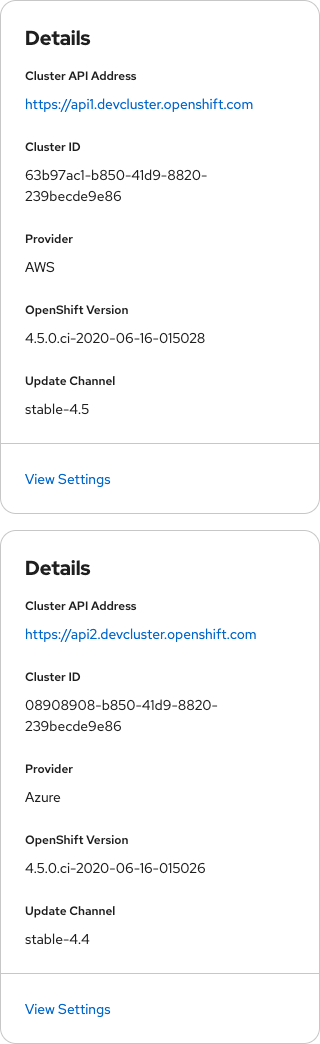 Details
Cluster API Address
https://api1.devcluster.openshift.com
Cluster ID
63b97ac1-b850-41d9-8820-
239becde9e86
Provider
AWS
OpenShift Version
4.5.0.ci-2020-06-16-015028
Update Channel
stable-4.5
View Settings
Details
Cluster API Address
https://api2.devcluster.openshift.com
Cluster ID
08908908-b850-41d9-8820-
239becde9e86
Provider
Azure
OpenShift Version
4.5.0.ci-2020-06-16-015026
Update Channel
stable-4.4
View Settings